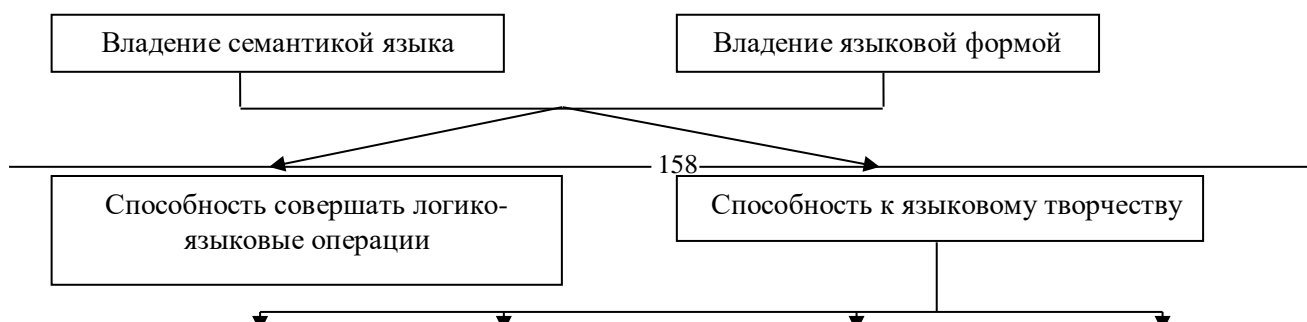 Владение семантикой языка
Владение языковой формой
158
Способность совершать логико-
языковые операции
Способность к языковому творчеству